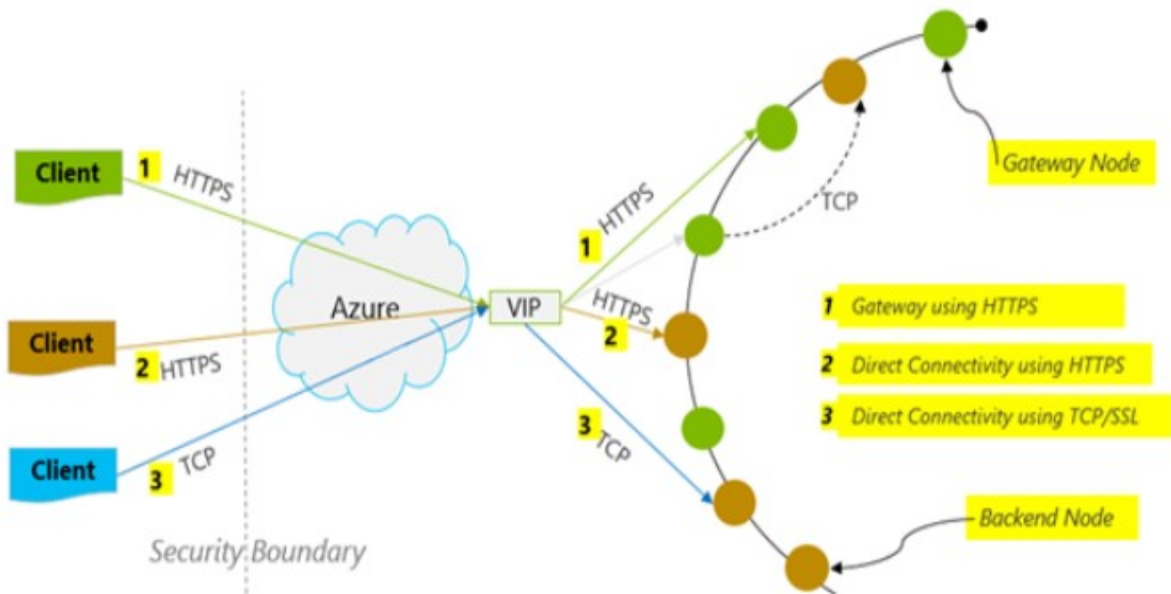 Client
1
HTTPS
Client
2
HTTPS
Client
3
TCP
Security Boundary
Azure
VIP
1
HTTPS
HTTPS
2
3
TCP
TCP
Gateway Node
1 Gateway using HTTPS
2 Direct Connectivity using HTTPS
3 Direct Connectivity using TCP/SSL
Backend Node